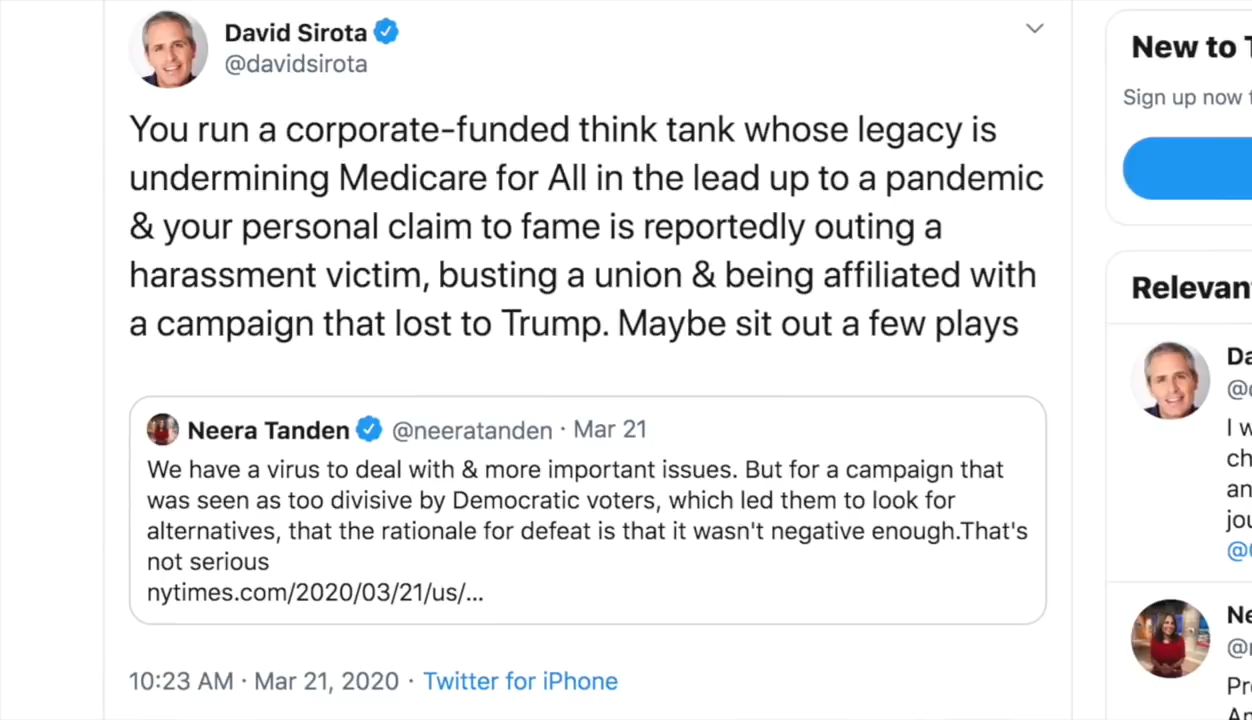 David Sirota
@davidsirota
You run a corporate-funded think tank whose legacy is
undermining Medicare for All in the lead up to a pandemic
& your personal claim to fame is reportedly outing a
harassment victim, busting a union & being affiliated with
a campaign that lost to Trump. Maybe sit out a few plays
Neera Tanden @neeratanden · Mar 21
We have a virus to deal with & more important issues. But for a campaign that
was seen as too divisive by Democratic voters, which led them to look for
alternatives, that the rationale for defeat is that it wasn't negative enough.That's
not serious
nytimes.com/2020/03/21/us/...
10:23 AM · Mar 21, 2020 · Twitter for iPhone
New to
Sign up now
Relevan
Da
@
I w
ch
an
jou
@
Ne
@
Pr